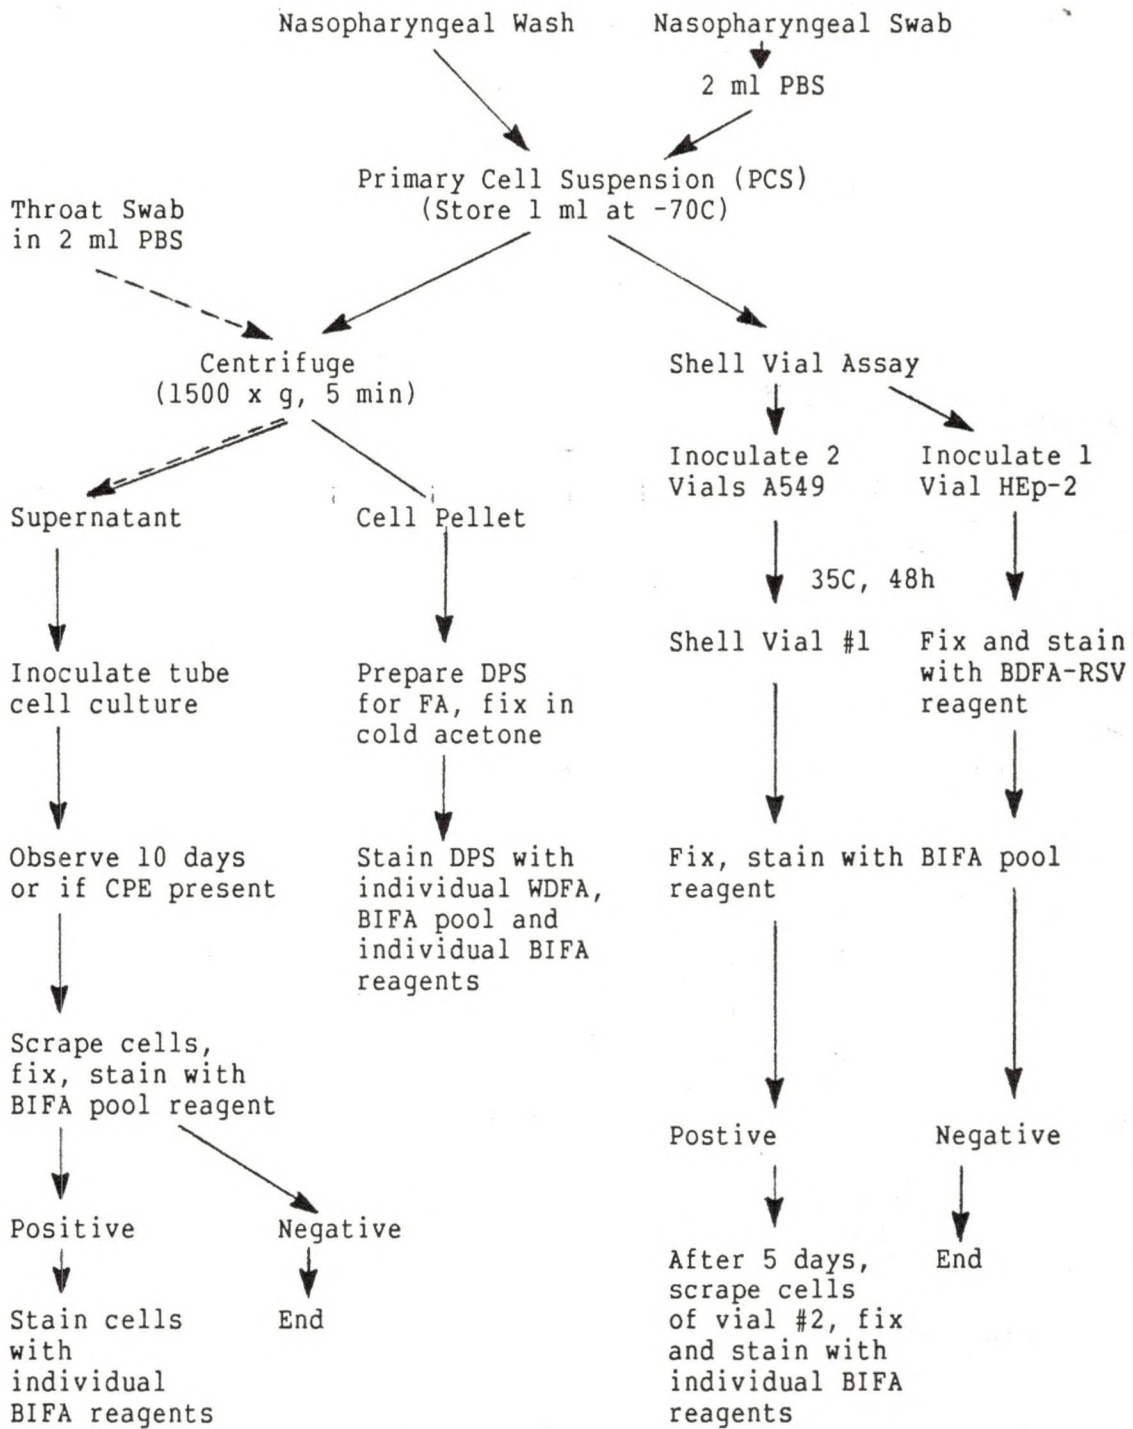 Nasopharyngeal Wash
Nasopharyngeal Swab
2 ml PBS
Primary Cell Suspension (PCS)
(Store 1 ml at -70C)
Throat Swab
in 2 ml PBS
Centrifuge
(1500 x g, 5 min)
Shell Vial Assay
Inoculate 2
Vials A549
Inoculate 1
Vial HEp-2
Supernatant
Cell Pellet
35C, 48h
Shell Vial #1
Fix and stain
with BDFA-RSV
reagent
Inoculate tube
cell culture
Prepare DPS
for FA, fix in
cold acetone
Observe 10 days
or if CPE present
Stain DPS with
individual WDFA,
BIFA pool and
individual BIFA
reagents
Fix, stain with BIFA pool
reagent
Scrape cells,
fix, stain with
BIFA pool reagent
Postive
Negative
Positive
Negative
After 5 days,
scrape cells
of vial #2, fix
and stain with
individual BIFA
reagents
End
Stain cells
with
individual
BIFA reagents
End